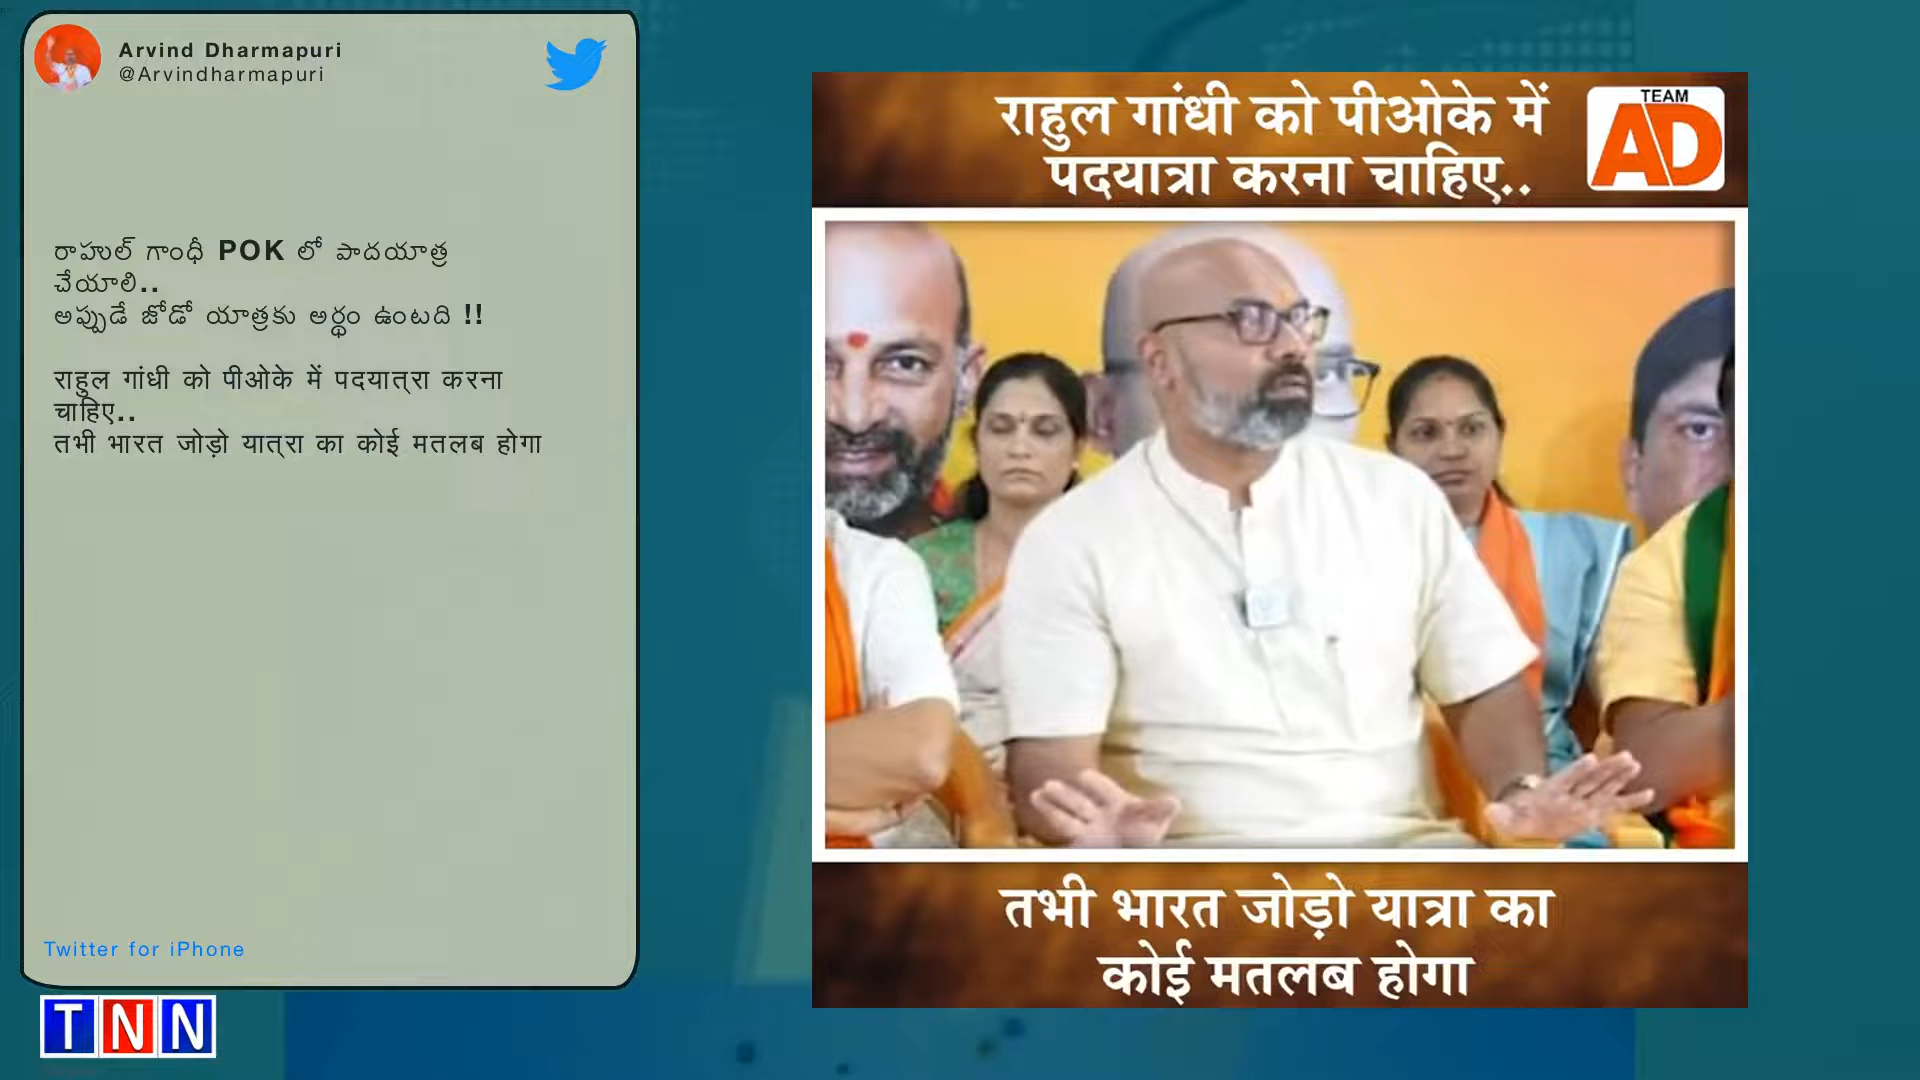 Arvind Dharmapuri
@Arvindharmapuri
రాహుల్ గాంధీ POK లో పాదయాత్ర
చేయాలి..
అప్పుడే జోడో యాత్రకు అర్థం ఉంటది !!
राहुल गांधी को पीओके में पदयात्रा करना
चाहिए..
तभी भारत जोड़ो यात्रा का कोई मतलब होगा
Twitter for iPhone
TNN
राहुल गांधी को पीओके में
पदयात्रा करना चाहिए..
TEAM
AD
तभी भारत जोड़ो यात्रा का
कोई मतलब होगा